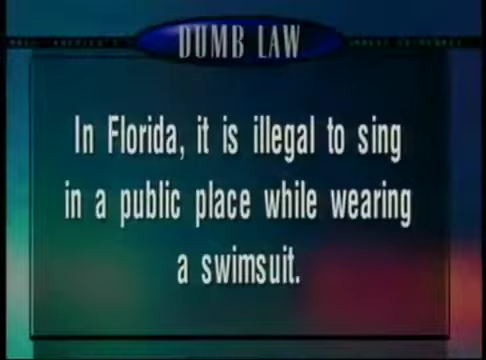 DUMB LAW
In Florida, it is illegal to sing
in a public place while wearing
a swimsuit.